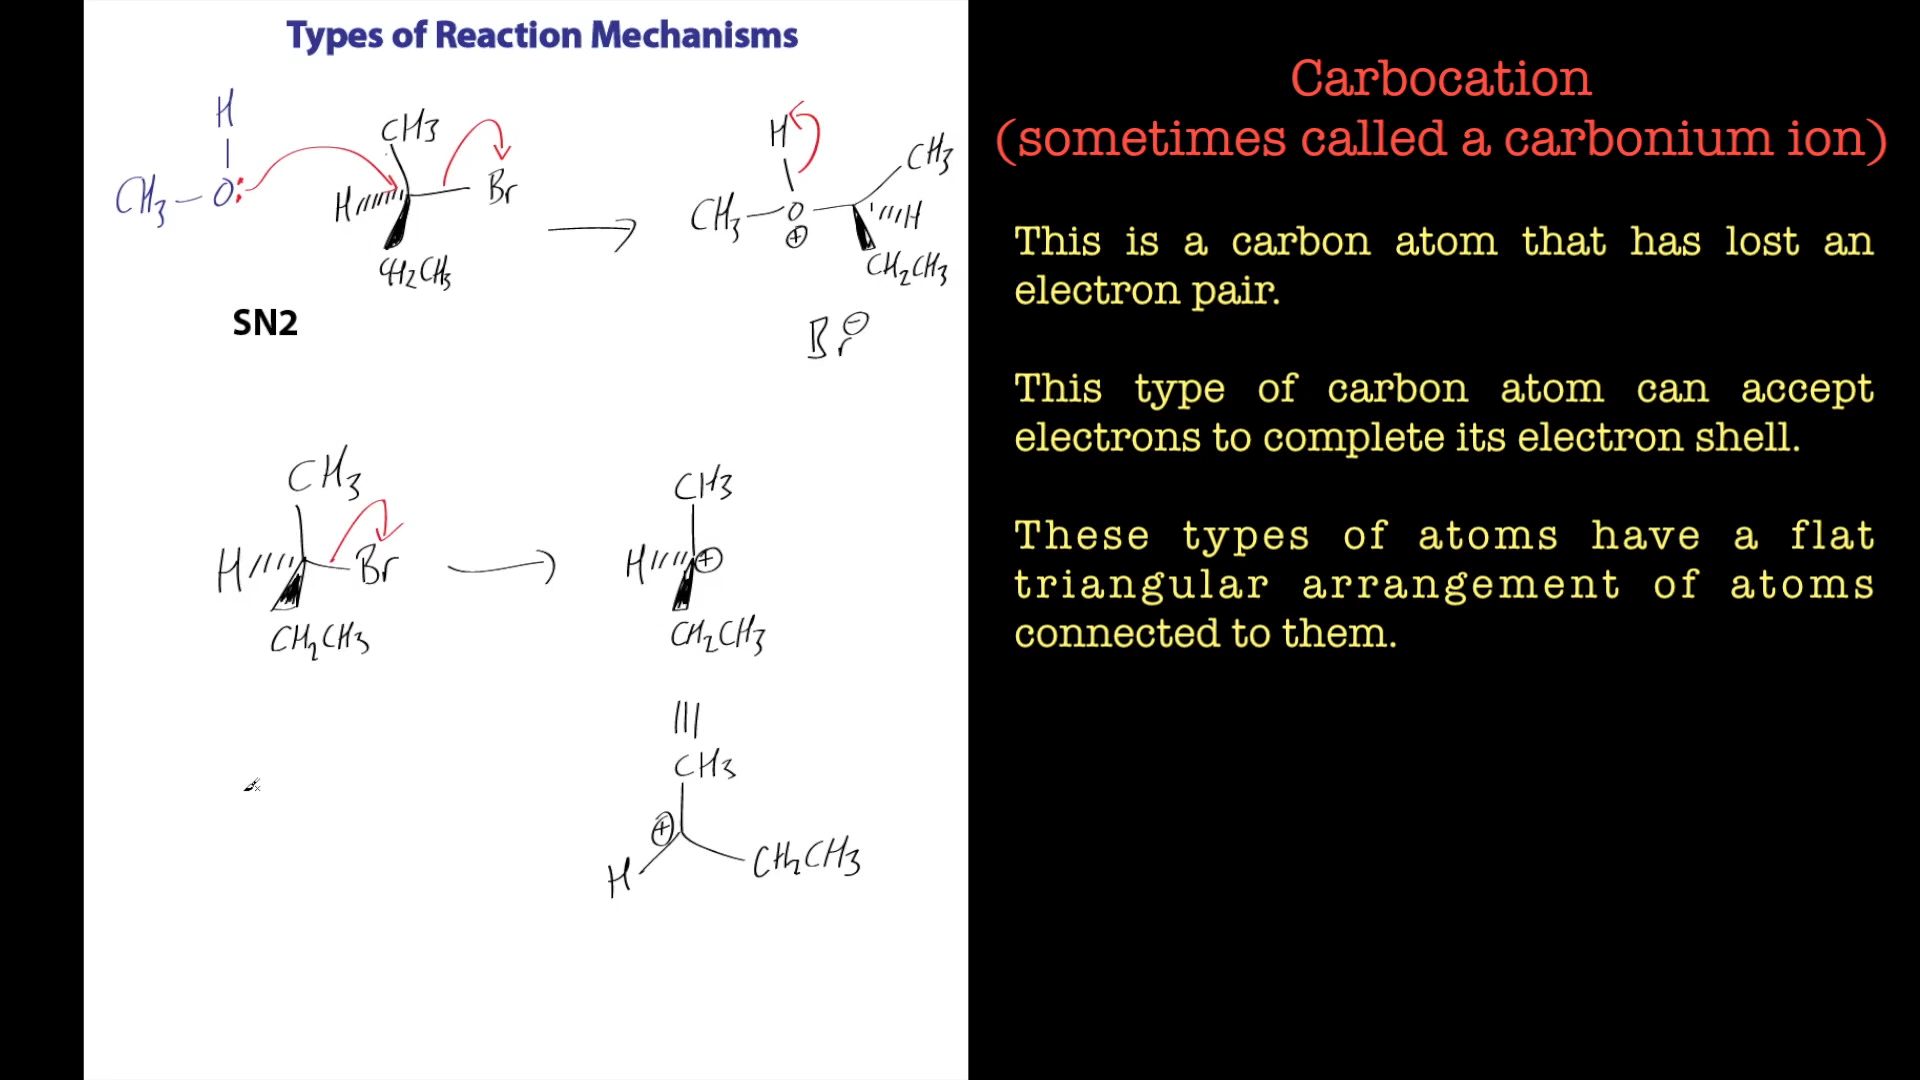 Types of Reaction Mechanisms
H
CH3
H
CH3
CH3 O:
H
Br
CH3 O
H
⊕
CH2CH3
CH2CH3
SN2
Br⊖
CH3
CH3
H
Br
H
⊕
CH2CH3
CH2CH3
CH3
⊕
CH2CH3
H
Carbocation
(sometimes called a carbonium ion)
This is a carbon atom that has lost an
electron pair.
This type of carbon atom can accept
electrons to complete its electron shell.
These types of atoms have a flat
triangular arrangement of atoms
connected to them.